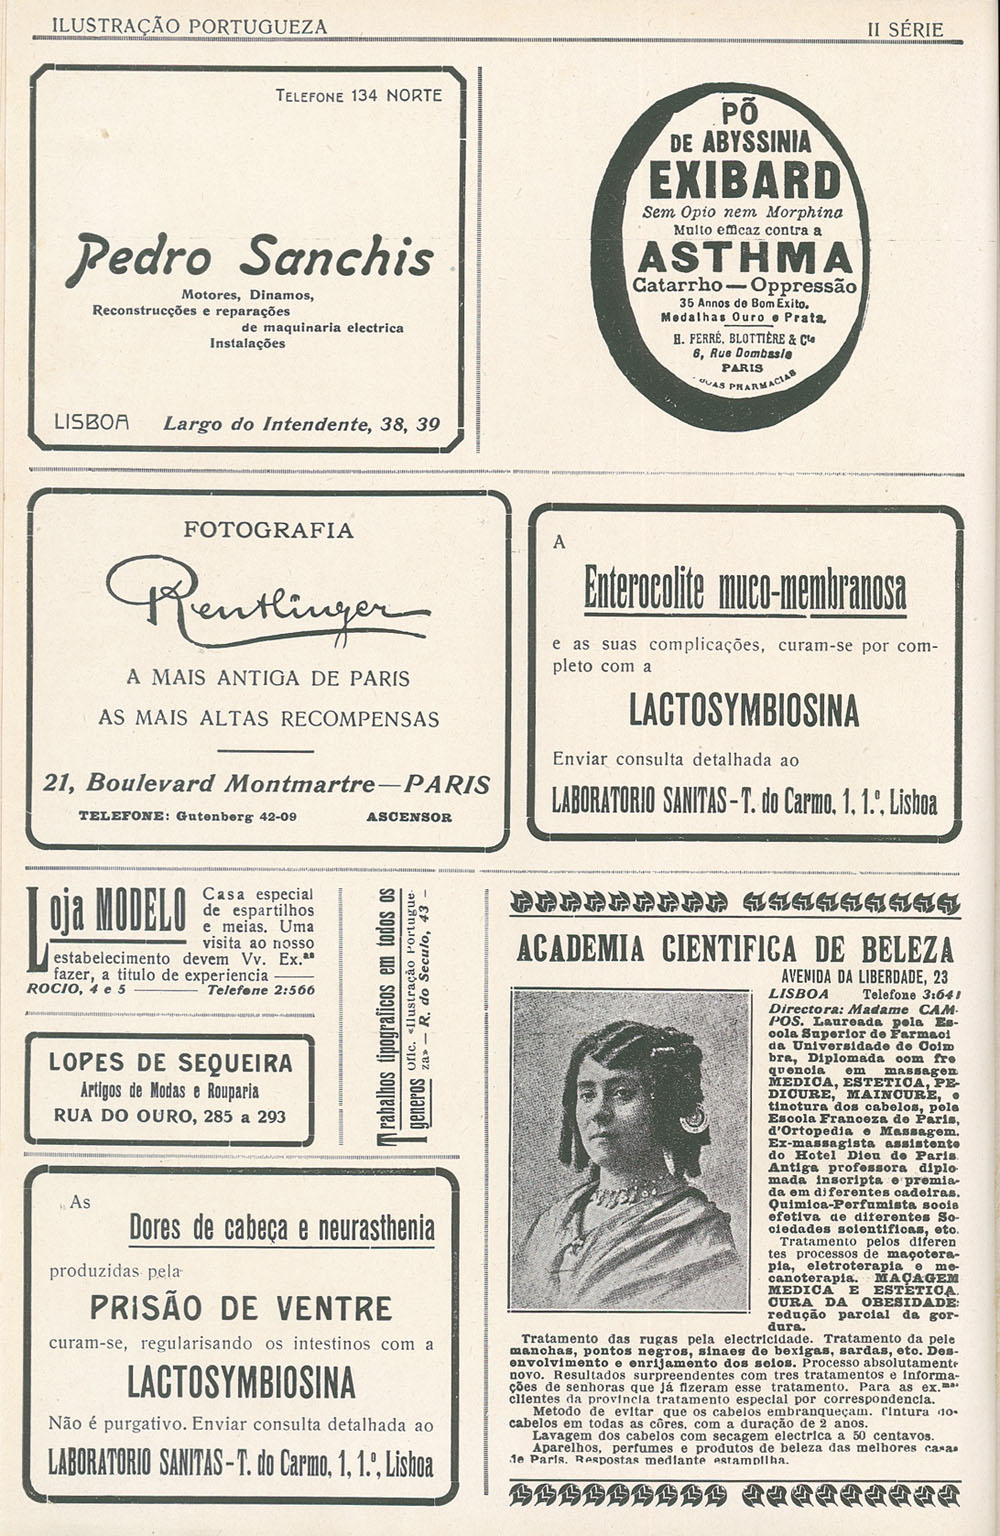 ILUSTRAÇÃO PORTUGUEZA
II SÉRIE
TELEFONE 134 NORTE
Pedro Sanchis
Motores, Dinamos,
Reconstrucções e reparações
de maquinaria electrica
Instalações
LISBOA Largo do Intendente, 38, 39
PÕ
DE ABYSSINIA
EXIBARD
Sem Opio nem Morphina
Muito efficaz contra a
ASTHMA
Catarrho — Oppressão
35 Annos de Bom Exito.
Medalhas Ouro e Prata.
H. FERRÉ, BLOTTIÈRE & Cie
6, Rue Dombasle
PARIS
PHARMACIAS
FOTOGRAFIA
Reutlinger
A MAIS ANTIGA DE PARIS
AS MAIS ALTAS RECOMPENSAS
21, Boulevard Montmartre—PARIS
TELEFONE: Gutenberg 42-09 ASCENSOR
A
Enterocolite muco-membranosa
e as suas complicações, curam-se por com-
pleto com a
LACTOSYMBIOSINA
Enviar consulta detalhada ao
LABORATORIO SANITAS - T. do Carmo, 1, 1.º, Lisboa
Loja MODELO Casa especial
de espartilhos
e meias. Uma
visita ao nosso
estabelecimento devem Vv. Ex.as
fazer, a titulo de experiencia
ROCIO, 4 e 5 — Telefone 2:566
LOPES DE SEQUEIRA
Artigos de Modas e Rouparia
RUA DO OURO, 285 a 293
Trabalhos tipograficos em todos os
generos Ofic. «Ilustração Portugue-
za» — R. do Seculo, 43 —
As
Dores de cabeça e neurasthenia
produzidas pela
PRISÃO DE VENTRE
curam-se, regularisando os intestinos com a
LACTOSYMBIOSINA
Não é purgativo. Enviar consulta detalhada ao
LABORATORIO SANITAS - T. do Carmo, 1, 1.º, Lisboa
ACADEMIA CIENTIFICA DE BELEZA
AVENIDA DA LIBERDADE, 23
LISBOA Telefone 3:641
Directora: Madame CAM-
POS. Laureada pela Es-
cola Superior de Farmaci
da Universidade de Coim
bra, Diplomada com fre
quencia em massagen
MEDICA, ESTETICA, PE-
DICURE, MAINCURE, e
tinctura dos cabelos, pela
Escola Franceza de Paris,
d'Ortopedia e Massagem.
Ex-massagista assistente
do Hotel Dieu de Paris
Antiga professora diplo-
mada inscripta e premia-
da em diferentes cadeiras.
Quimica-Perfumista socia
efetiva de diferentes So-
ciedades scientificas, etc.
Tratamento pelos diferen
tes processos de maçotera-
pia, eletroterapia e me-
canoterapia. MAÇAGEM
MEDICA E ESTETICA.
CURA DA OBESIDADE:
redução parcial da gor-
dura.
Tratamento das rugas pela electricidade. Tratamento da pele
manchas, pontos negros, sinaes de bexigas, sardas, etc. Des-
envolvimento e enrijamento dos seios. Processo absolutamente
novo. Resultados surpreendentes com tres tratamentos e informa-
ções de senhoras que já fizeram esse tratamento. Para as ex.mas
clientes da provincia tratamento especial por correspondencia.
Metodo de evitar que os cabelos embranqueçam. Tintura do-
cabelos em todas as côres, com a duração de 2 anos.
Lavagem dos cabelos com secagem electrica a 50 centavos.
Aparelhos, perfumes e produtos de beleza das melhores casas
de Paris. Respostas mediante estampilha.